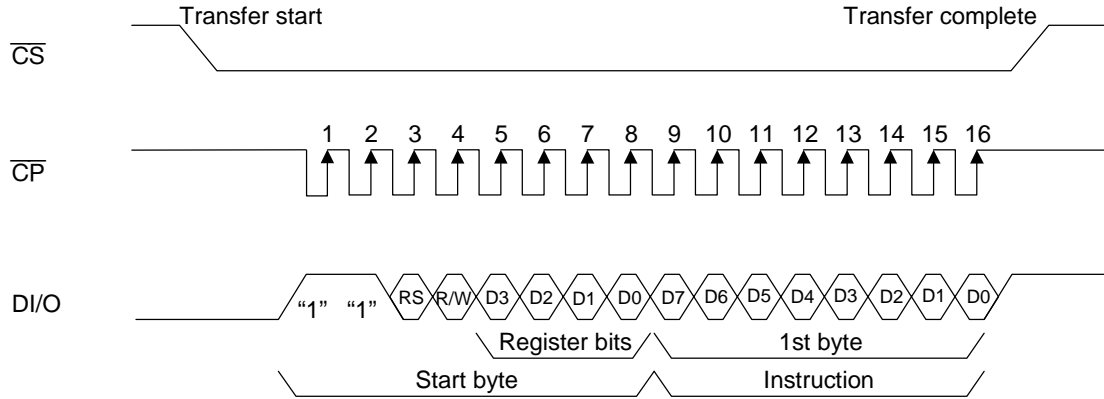 Transfer start Transfer complete
CS
1 2 3 4 5 6 7 8 9 10 11 12 13 14 15 16
CP
DI/O “1” “1” RS R/W D3 D2 D1 D0 D7 D6 D5 D4 D3 D2 D1 D0
Register bits 1st byte
Start byte Instruction